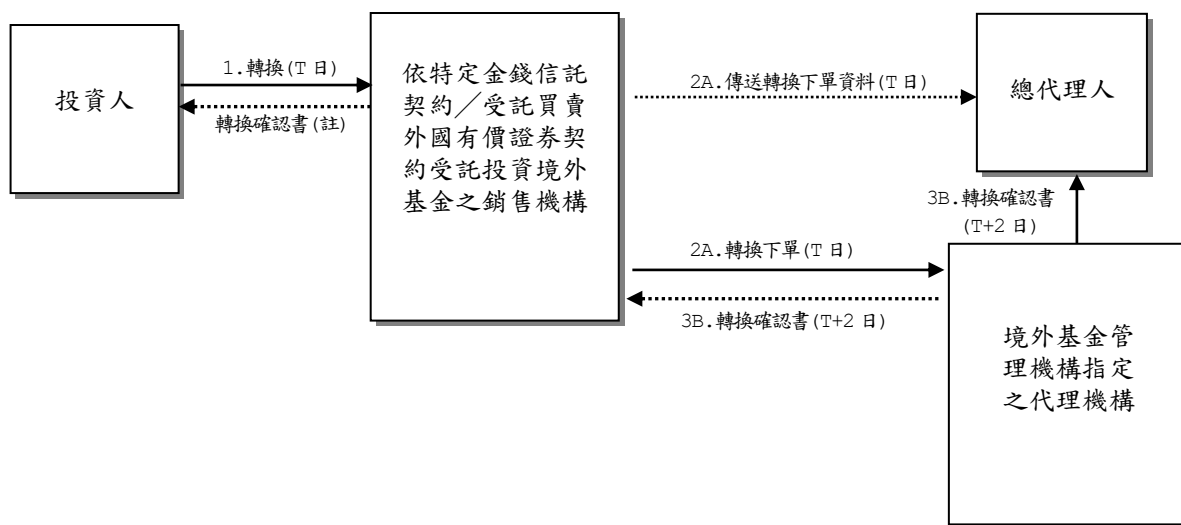 投資人
1.轉換(T 日)
轉換確認書(註)
依特定金錢信託
契約／受託買賣
外國有價證券契
約受託投資境外
基金之銷售機構
2A.傳送轉換下單資料(T 日)
總代理人
3B.轉換確認書
(T+2 日)
2A.轉換下單(T 日)
3B.轉換確認書(T+2 日)
境外基金管
理機構指定
之代理機構